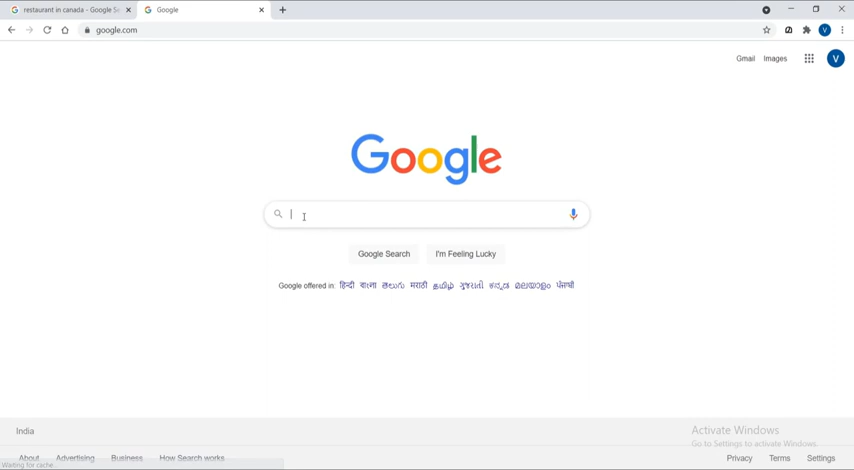 restaurant in canada - Google Se
Google
google.com
Gmail Images
V
Google
Google Search I'm Feeling Lucky
Google offered in: हिन्दी বাংলা తెలుగు मराठी தமிழ் ગુજરાતી ಕನ್ನಡ മലയാളം ਪੰਜਾਬੀ
India
Activate Windows
Go to Settings to activate Windows.
About Advertising Business How Search works
Privacy Terms Settings
Waiting for cache...